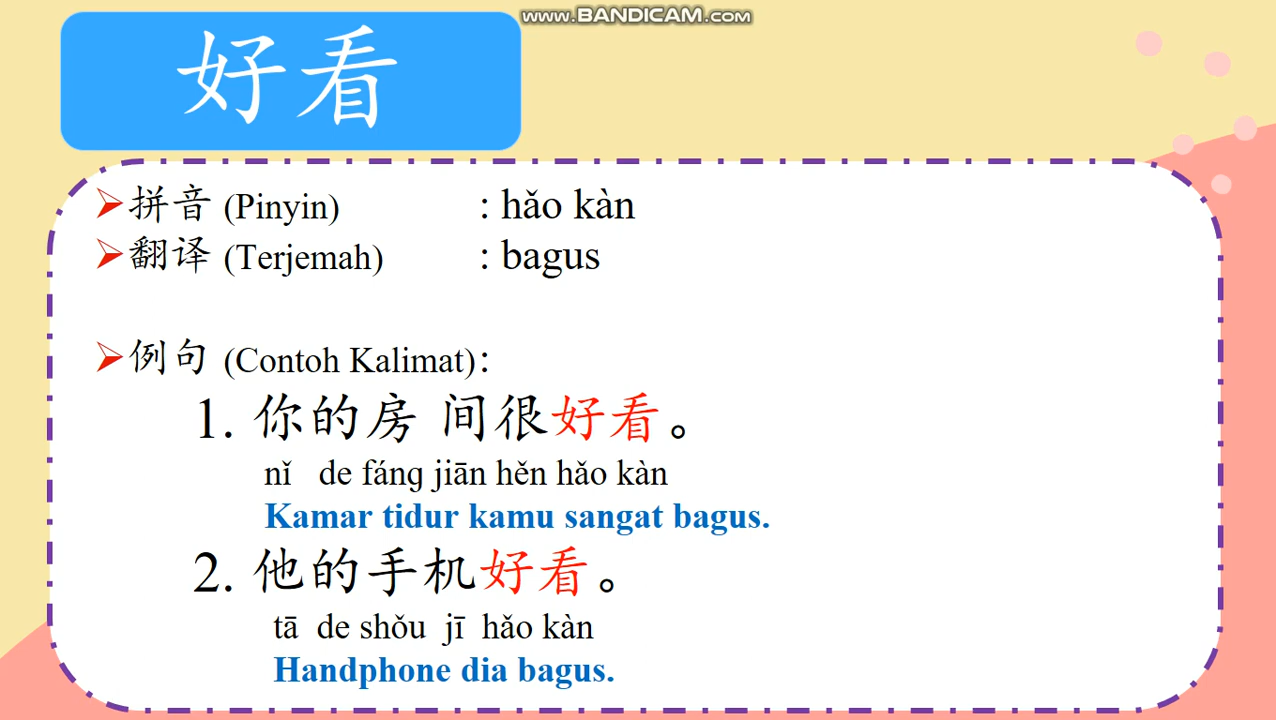 www.BANDICAM.com
好看
拼音 (Pinyin) : hǎo kàn
翻译 (Terjemah) : bagus
例句 (Contoh Kalimat):
1. 你的房 间很好看。
nǐ de fáng jiān hěn hǎo kàn
Kamar tidur kamu sangat bagus.
2. 他的手机好看。
tā de shǒu jī hǎo kàn
Handphone dia bagus.